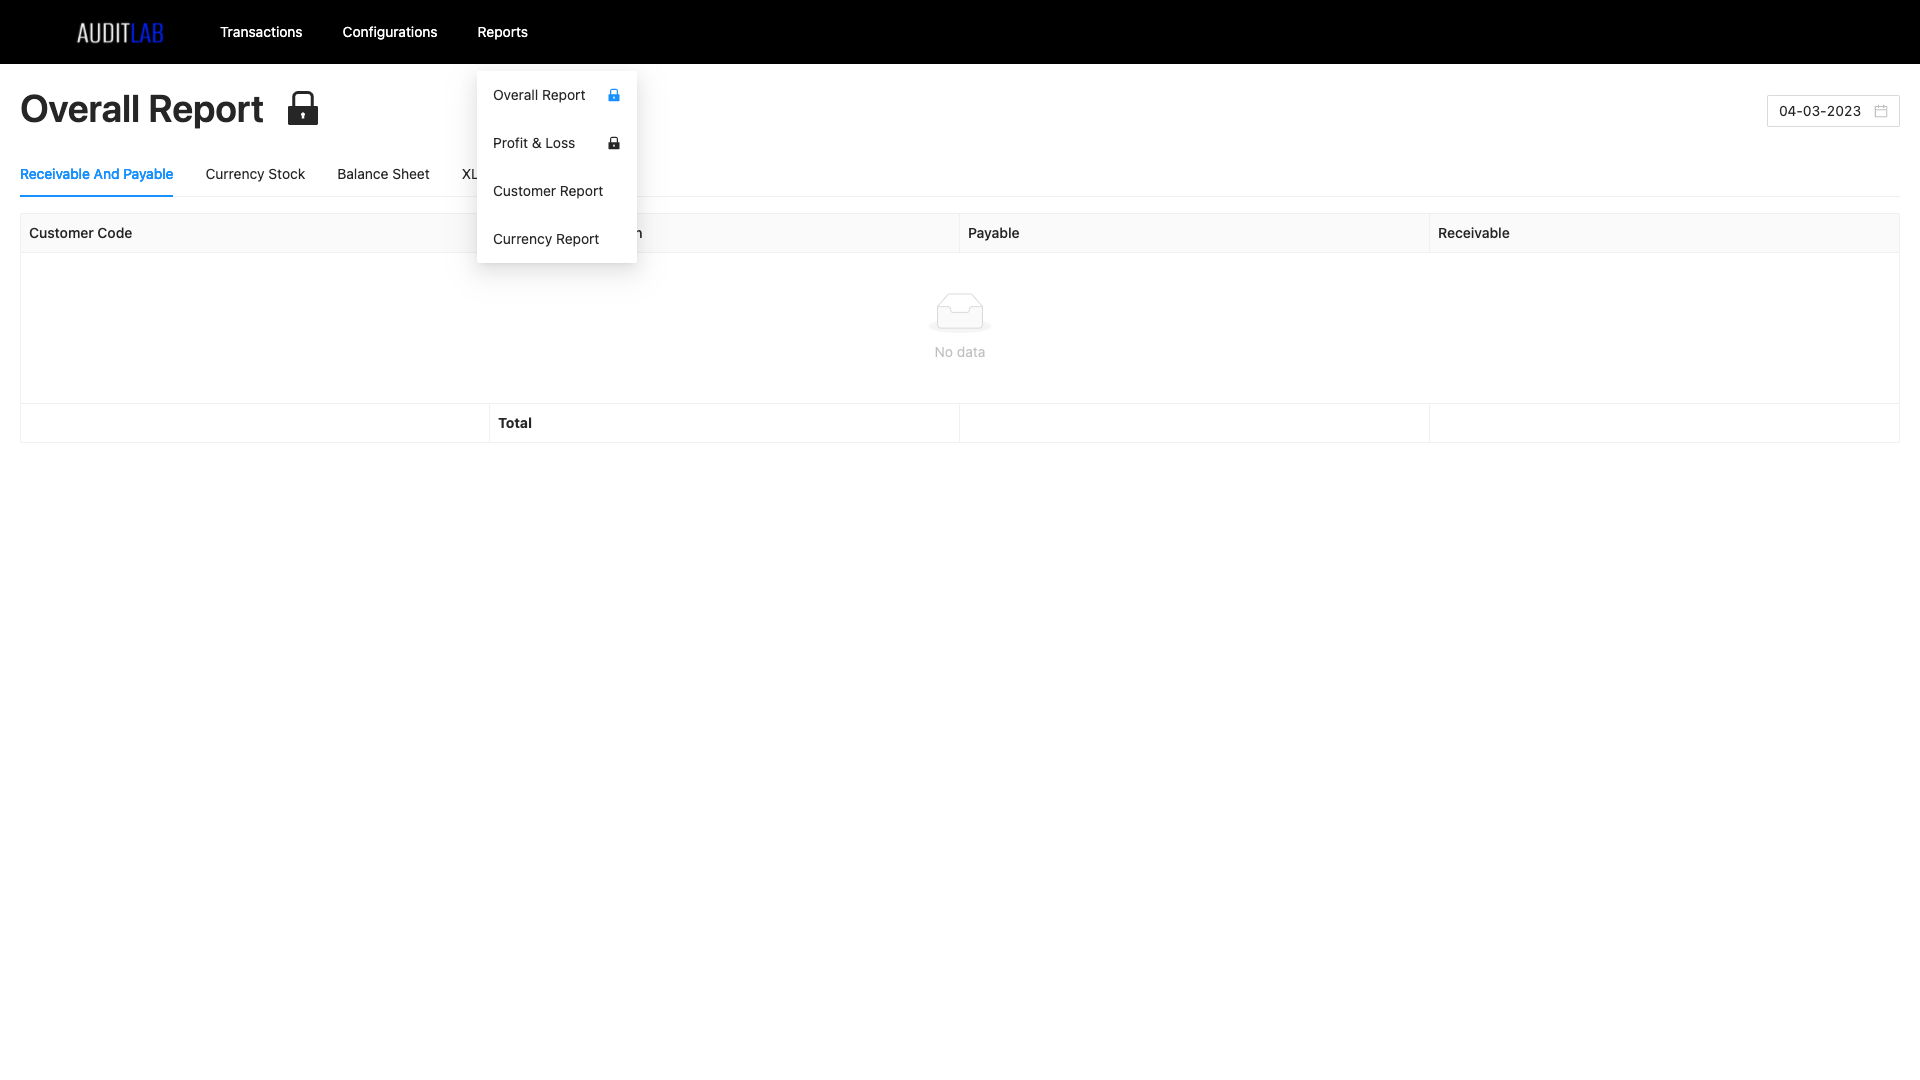 AUDITLAB Transactions Configurations Reports
Overall Report
04-03-2023
Overall Report
Profit & Loss
Customer Report
Currency Report
Receivable And Payable Currency Stock Balance Sheet XL
Customer Code Payable Receivable
No data
Total